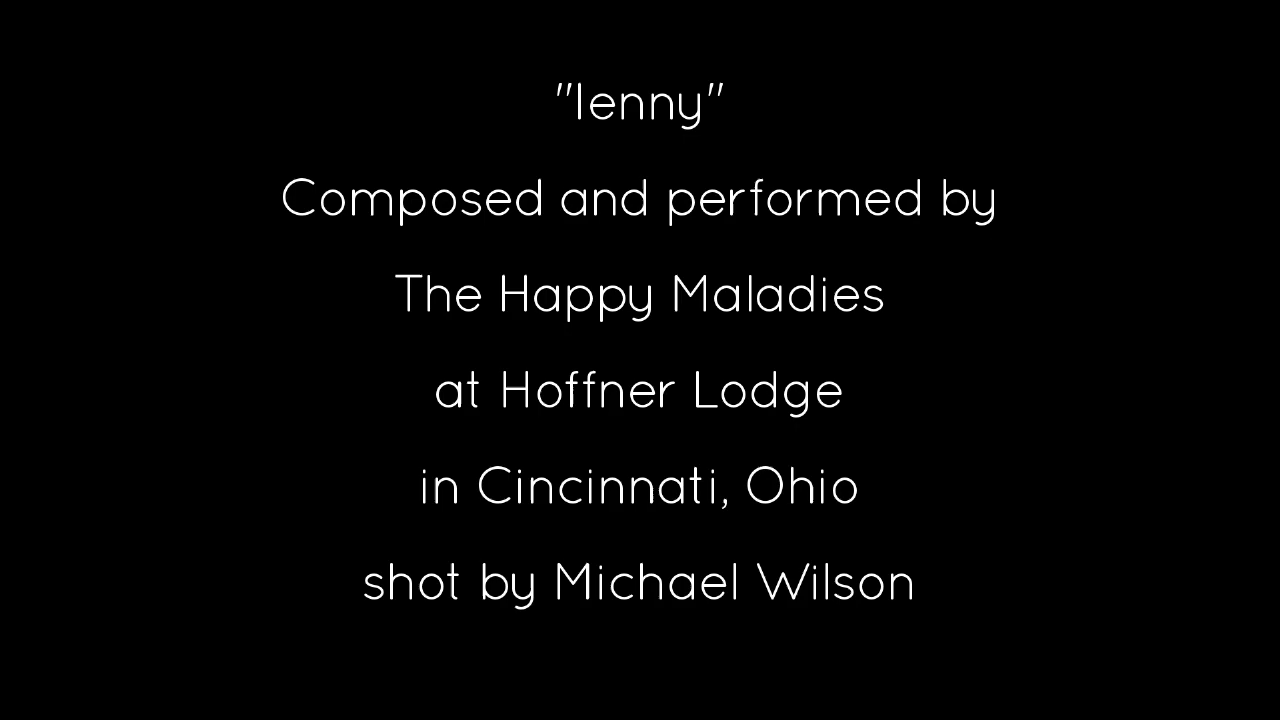 "lenny"
Composed and performed by
The Happy Maladies
at Hoffner Lodge
in Cincinnati, Ohio
shot by Michael Wilson